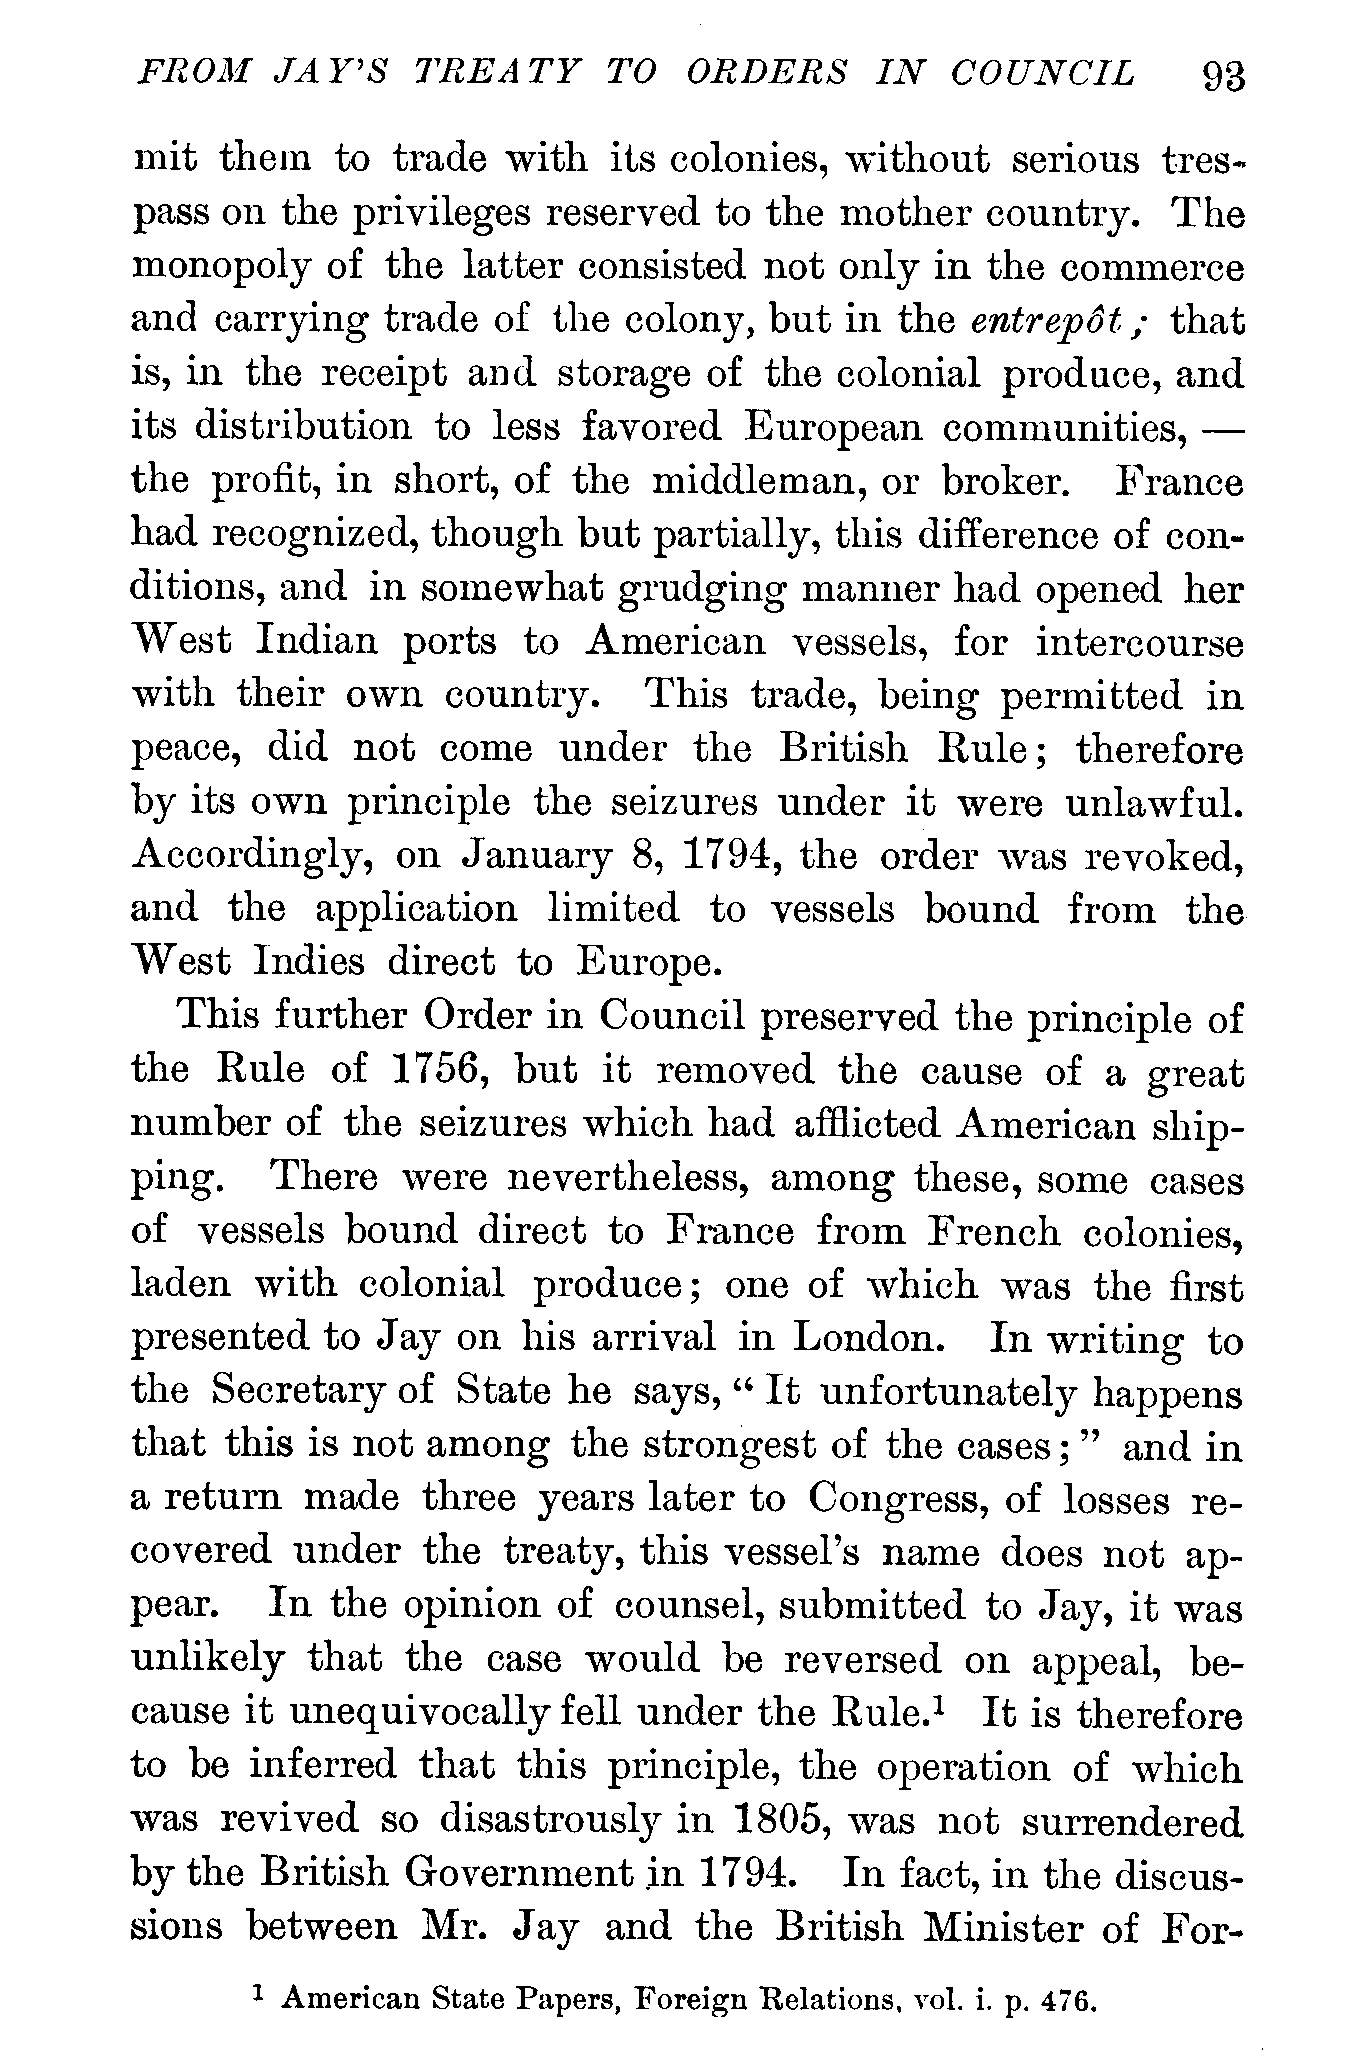 FROM JAY'S TREATY TO ORDERS IN COUNCIL 93
mit them to trade with its colonies, without serious tres-
pass on the privileges reserved to the mother country. The
monopoly of the latter consisted not only in the commerce
and carrying trade of the colony, but in the entrepôt; that
is, in the receipt and storage of the colonial produce, and
its distribution to less favored European communities, —
the profit, in short, of the middleman, or broker. France
had recognized, though but partially, this difference of con-
ditions, and in somewhat grudging manner had opened her
West Indian ports to American vessels, for intercourse
with their own country. This trade, being permitted in
peace, did not come under the British Rule; therefore
by its own principle the seizures under it were unlawful.
Accordingly, on January 8, 1794, the order was revoked,
and the application limited to vessels bound from the
West Indies direct to Europe.
This further Order in Council preserved the principle of
the Rule of 1756, but it removed the cause of a great
number of the seizures which had afflicted American ship-
ping. There were nevertheless, among these, some cases
of vessels bound direct to France from French colonies,
laden with colonial produce; one of which was the first
presented to Jay on his arrival in London. In writing to
the Secretary of State he says, "It unfortunately happens
that this is not among the strongest of the cases;" and in
a return made three years later to Congress, of losses re-
covered under the treaty, this vessel's name does not ap-
pear. In the opinion of counsel, submitted to Jay, it was
unlikely that the case would be reversed on appeal, be-
cause it unequivocally fell under the Rule.¹ It is therefore
to be inferred that this principle, the operation of which
was revived so disastrously in 1805, was not surrendered
by the British Government in 1794. In fact, in the discus-
sions between Mr. Jay and the British Minister of For-
¹ American State Papers, Foreign Relations, vol. i. p. 476.